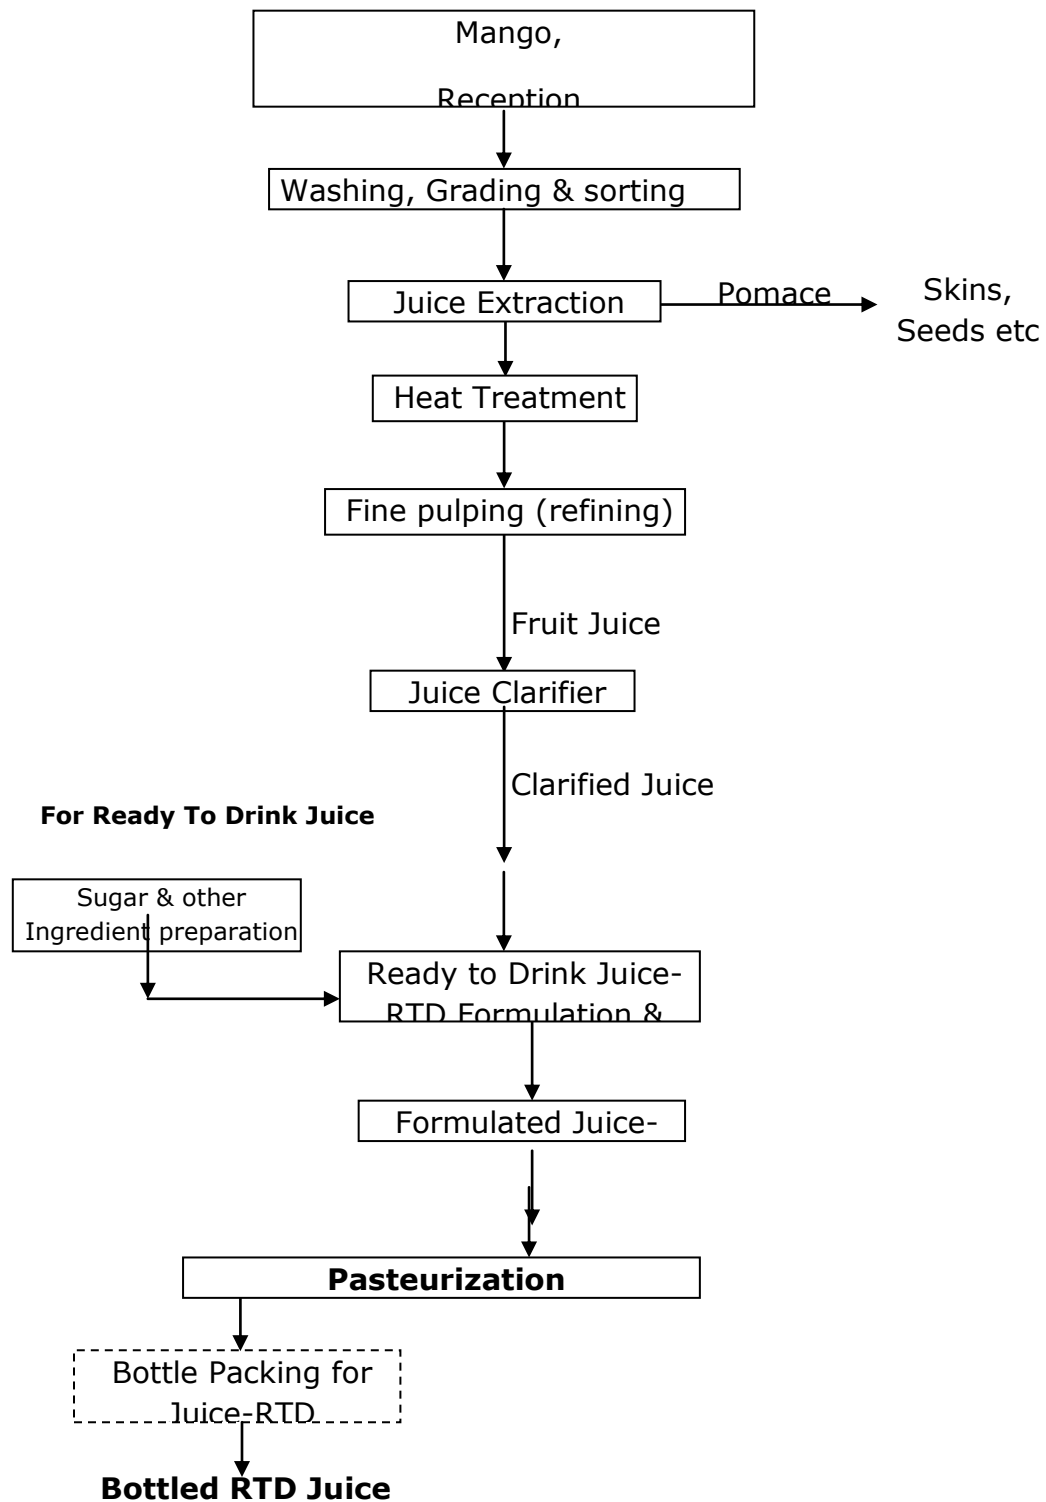 Mango,
Reception
Washing, Grading & sorting
Juice Extraction
Pomace
Skins,
Seeds etc
Heat Treatment
Fine pulping (refining)
Fruit Juice
Juice Clarifier
Clarified Juice
For Ready To Drink Juice
Sugar & other
Ingredient preparation
Ready to Drink Juice-
RTD Formulation &
Formulated Juice-
Pasteurization
Bottle Packing for
Juice-RTD
Bottled RTD Juice